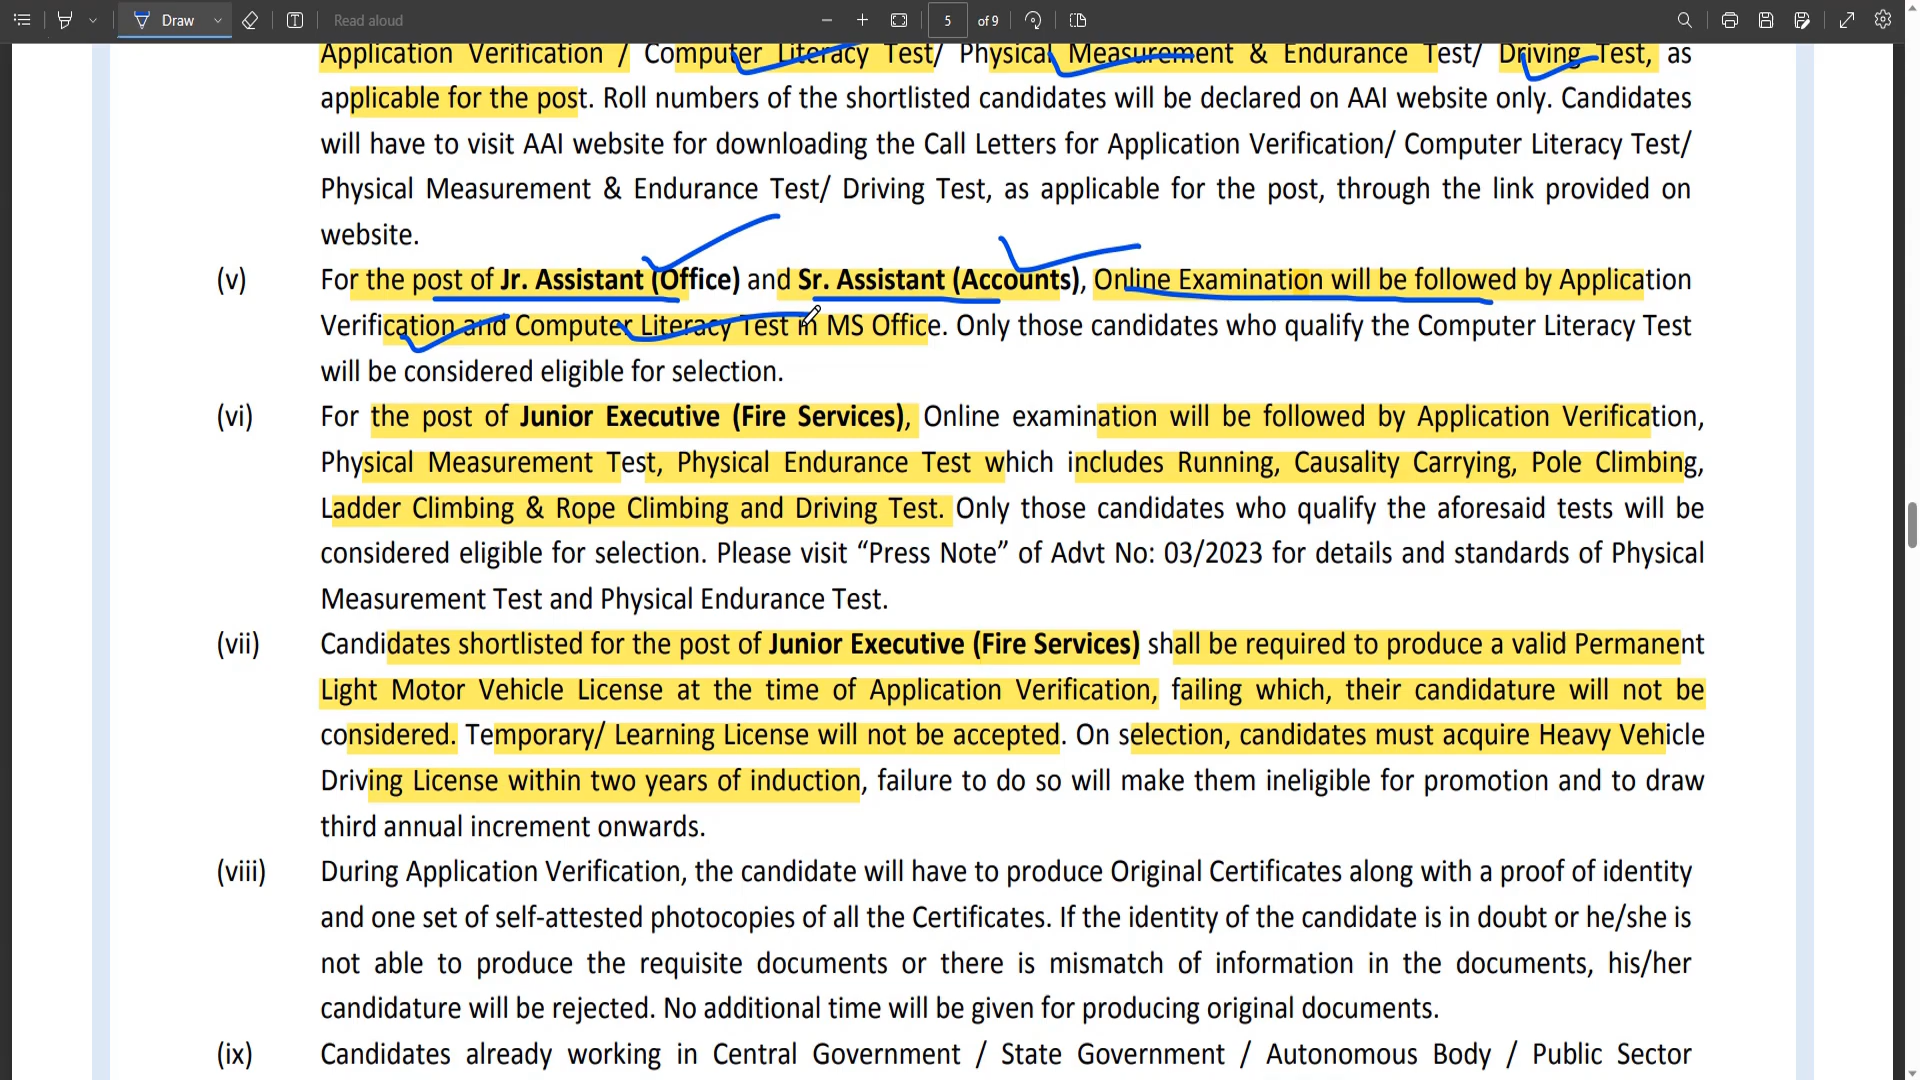 Draw
Read aloud
5
of 9
Application Verification / Computer Literacy Test/ Physical Measurement & Endurance Test/ Driving Test, as
applicable for the post. Roll numbers of the shortlisted candidates will be declared on AAI website only. Candidates
will have to visit AAI website for downloading the Call Letters for Application Verification/ Computer Literacy Test/
Physical Measurement & Endurance Test/ Driving Test, as applicable for the post, through the link provided on
website.
(v) For the post of Jr. Assistant (Office) and Sr. Assistant (Accounts), Online Examination will be followed by Application
Verification and Computer Literacy Test in MS Office. Only those candidates who qualify the Computer Literacy Test
will be considered eligible for selection.
(vi) For the post of Junior Executive (Fire Services), Online examination will be followed by Application Verification,
Physical Measurement Test, Physical Endurance Test which includes Running, Causality Carrying, Pole Climbing,
Ladder Climbing & Rope Climbing and Driving Test. Only those candidates who qualify the aforesaid tests will be
considered eligible for selection. Please visit “Press Note” of Advt No: 03/2023 for details and standards of Physical
Measurement Test and Physical Endurance Test.
(vii) Candidates shortlisted for the post of Junior Executive (Fire Services) shall be required to produce a valid Permanent
Light Motor Vehicle License at the time of Application Verification, failing which, their candidature will not be
considered. Temporary/ Learning License will not be accepted. On selection, candidates must acquire Heavy Vehicle
Driving License within two years of induction, failure to do so will make them ineligible for promotion and to draw
third annual increment onwards.
(viii) During Application Verification, the candidate will have to produce Original Certificates along with a proof of identity
and one set of self-attested photocopies of all the Certificates. If the identity of the candidate is in doubt or he/she is
not able to produce the requisite documents or there is mismatch of information in the documents, his/her
candidature will be rejected. No additional time will be given for producing original documents.
(ix) Candidates already working in Central Government / State Government / Autonomous Body / Public Sector